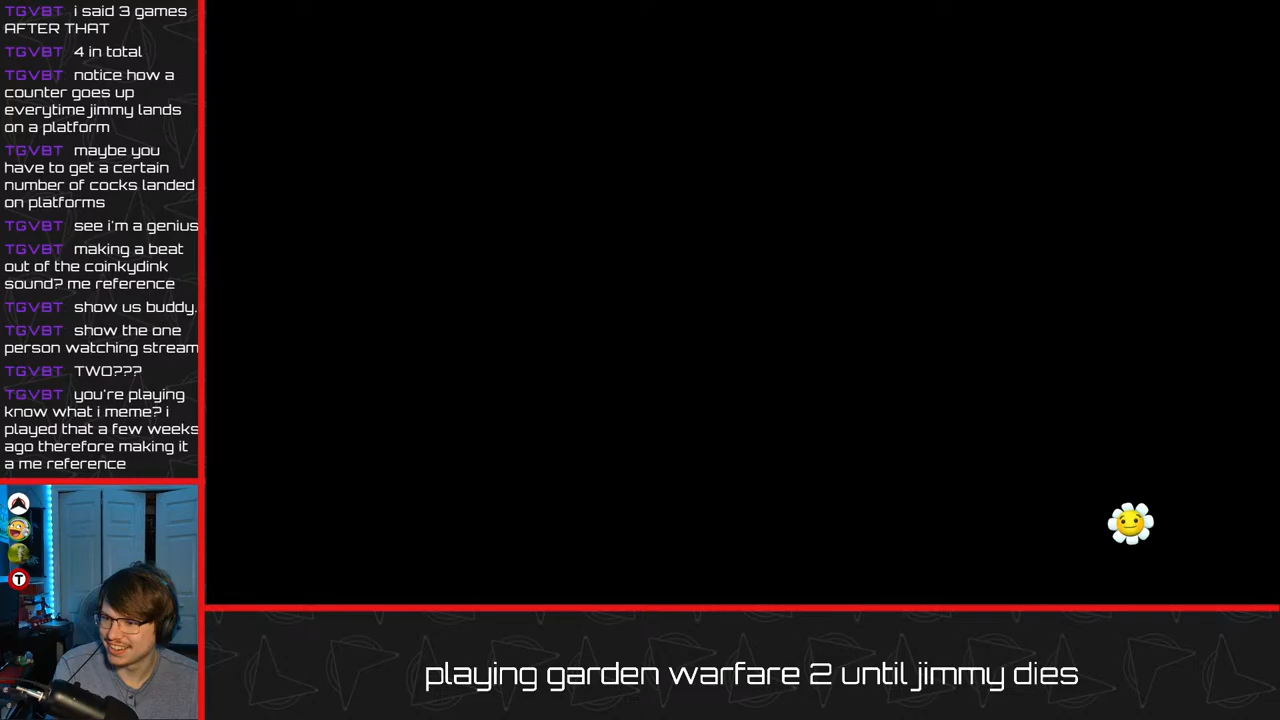 TGVBT i said 3 games
AFTER THAT
TGVBT 4 in total
TGVBT notice how a
counter goes up
everytime jimmy lands
on a platform
TGVBT maybe you
have to get a certain
number of cocks landed
on platforms
TGVBT see i'm a genius
TGVBT making a beat
out of the coinkydink
sound? me reference
TGVBT show us buddy.
TGVBT show the one
person watching stream
TGVBT TWO???
TGVBT you're playing
know what i meme? i
played that a few weeks
ago therefore making it
a me reference
T
playing garden warfare 2 until jimmy dies